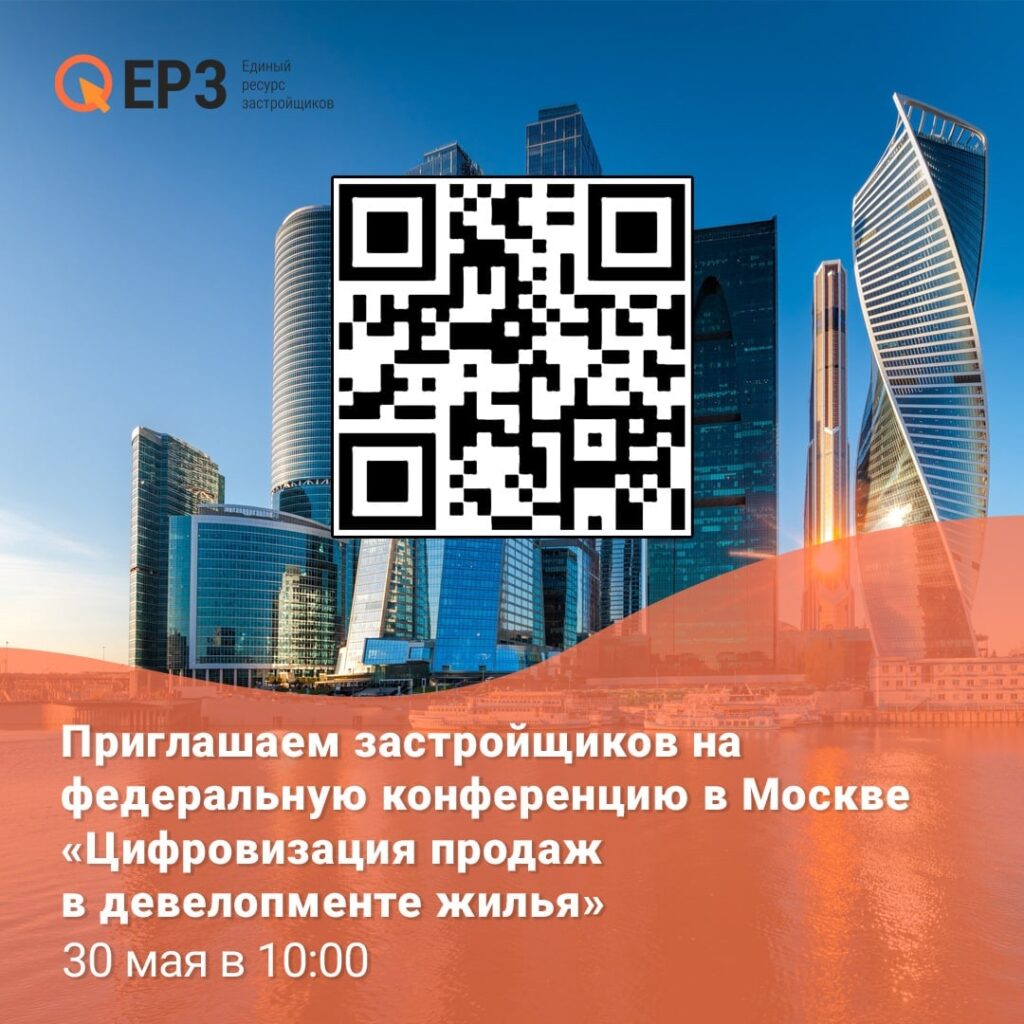 ЕРЗ
Единый
ресурс
застройщиков
Приглашаем застройщиков на
федеральную конференцию в Москве
«Цифровизация продаж
в девелопменте жилья»
30 мая в 10:00